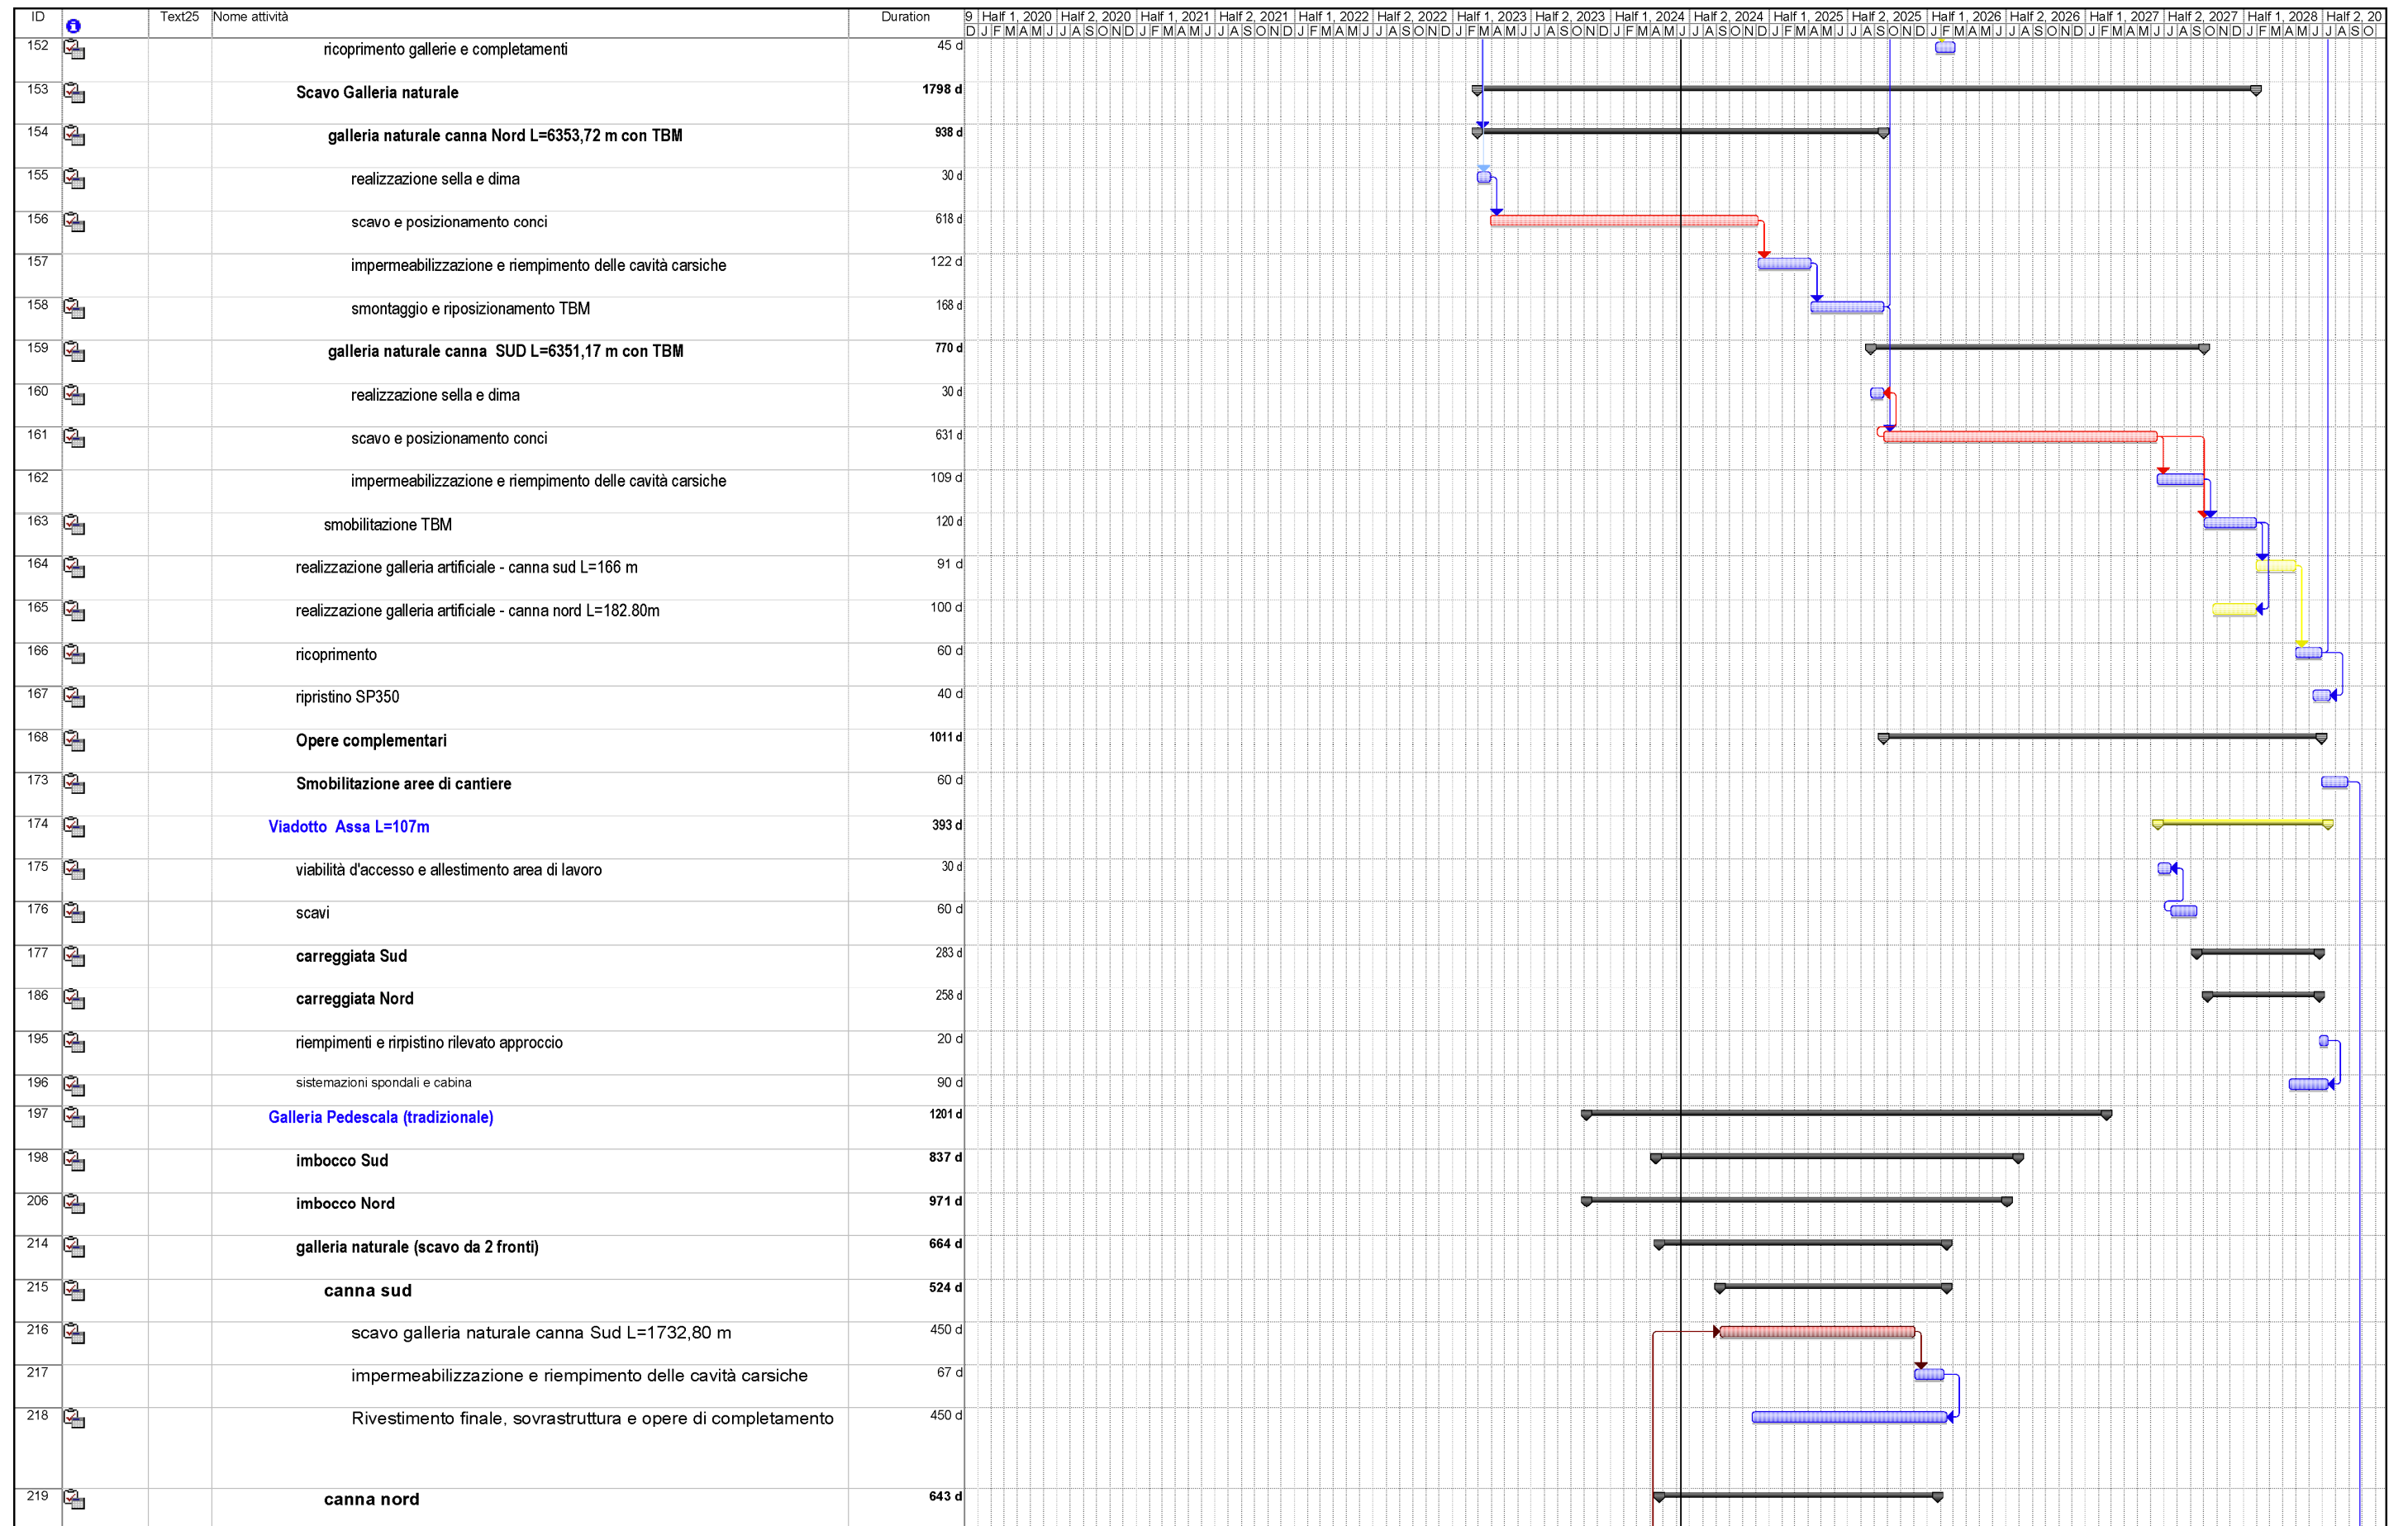 ID Text25 Nome attività Duration 9 Half 1, 2020 Half 2, 2020 Half 1, 2021 Half 2, 2021 Half 1, 2022 Half 2, 2022 Half 1, 2023 Half 2, 2023 Half 1, 2024 Half 2, 2024 Half 1, 2025 Half 2, 2025 Half 1, 2026 Half 2, 2026 Half 1, 2027 Half 2, 2027 Half 1, 2028 Half 2, 20
D J F M A M J J A S O N D J F M A M J J A S O N D J F M A M J J A S O N D J F M A M J J A S O N D J F M A M J J A S O N D J F M A M J J A S O N D J F M A M J J A S O N D J F M A M J J A S O N D J F M A M J J A S O
152 ricoprimento gallerie e completamenti 45 d
153 Scavo Galleria naturale 1798 d
154 galleria naturale canna Nord L=6353,72 m con TBM 938 d
155 realizzazione sella e dima 30 d
156 scavo e posizionamento conci 618 d
157 impermeabilizzazione e riempimento delle cavità carsiche 122 d
158 smontaggio e riposizionamento TBM 168 d
159 galleria naturale canna SUD L=6351,17 m con TBM 770 d
160 realizzazione sella e dima 30 d
161 scavo e posizionamento conci 631 d
162 impermeabilizzazione e riempimento delle cavità carsiche 109 d
163 smobilitazione TBM 120 d
164 realizzazione galleria artificiale - canna sud L=166 m 91 d
165 realizzazione galleria artificiale - canna nord L=182.80m 100 d
166 ricoprimento 60 d
167 ripristino SP350 40 d
168 Opere complementari 1011 d
173 Smobilitazione aree di cantiere 60 d
174 Viadotto Assa L=107m 393 d
175 viabilità d'accesso e allestimento area di lavoro 30 d
176 scavi 60 d
177 carreggiata Sud 283 d
186 carreggiata Nord 258 d
195 riempimenti e rirpistino rilevato approccio 20 d
196 sistemazioni spondali e cabina 90 d
197 Galleria Pedescala (tradizionale) 1201 d
198 imbocco Sud 837 d
206 imbocco Nord 971 d
214 galleria naturale (scavo da 2 fronti) 664 d
215 canna sud 524 d
216 scavo galleria naturale canna Sud L=1732,80 m 450 d
217 impermeabilizzazione e riempimento delle cavità carsiche 67 d
218 Rivestimento finale, sovrastruttura e opere di completamento 450 d
219 canna nord 643 d